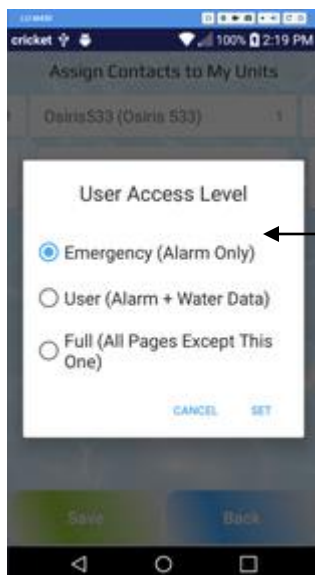 cricket 100% 2:19 PM
Assign Contacts to My Units
Osiris533 (Osiris 533) 1
User Access Level
Emergency (Alarm Only)
User (Alarm + Water Data)
Full (All Pages Except This
One)
CANCEL SET
Save Back